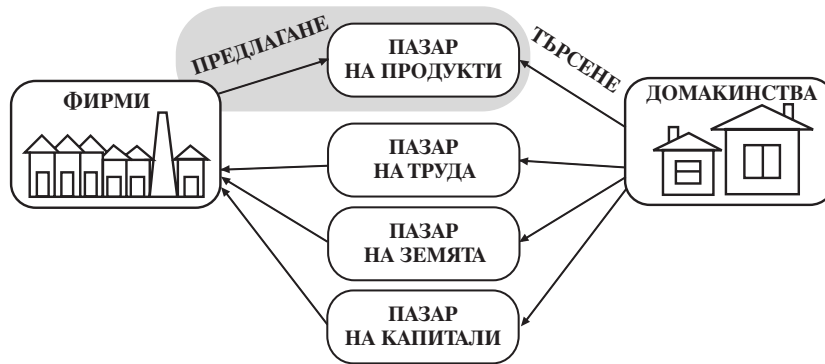 ПРЕДЛАГАНЕ
ПАЗАР
НА ПРОДУКТИ
ТЪРСЕНЕ
ФИРМИ
ДОМАКИНСТВА
ПАЗАР
НА ТРУДА
ПАЗАР
НА ЗЕМЯТА
ПАЗАР
НА КАПИТАЛИ